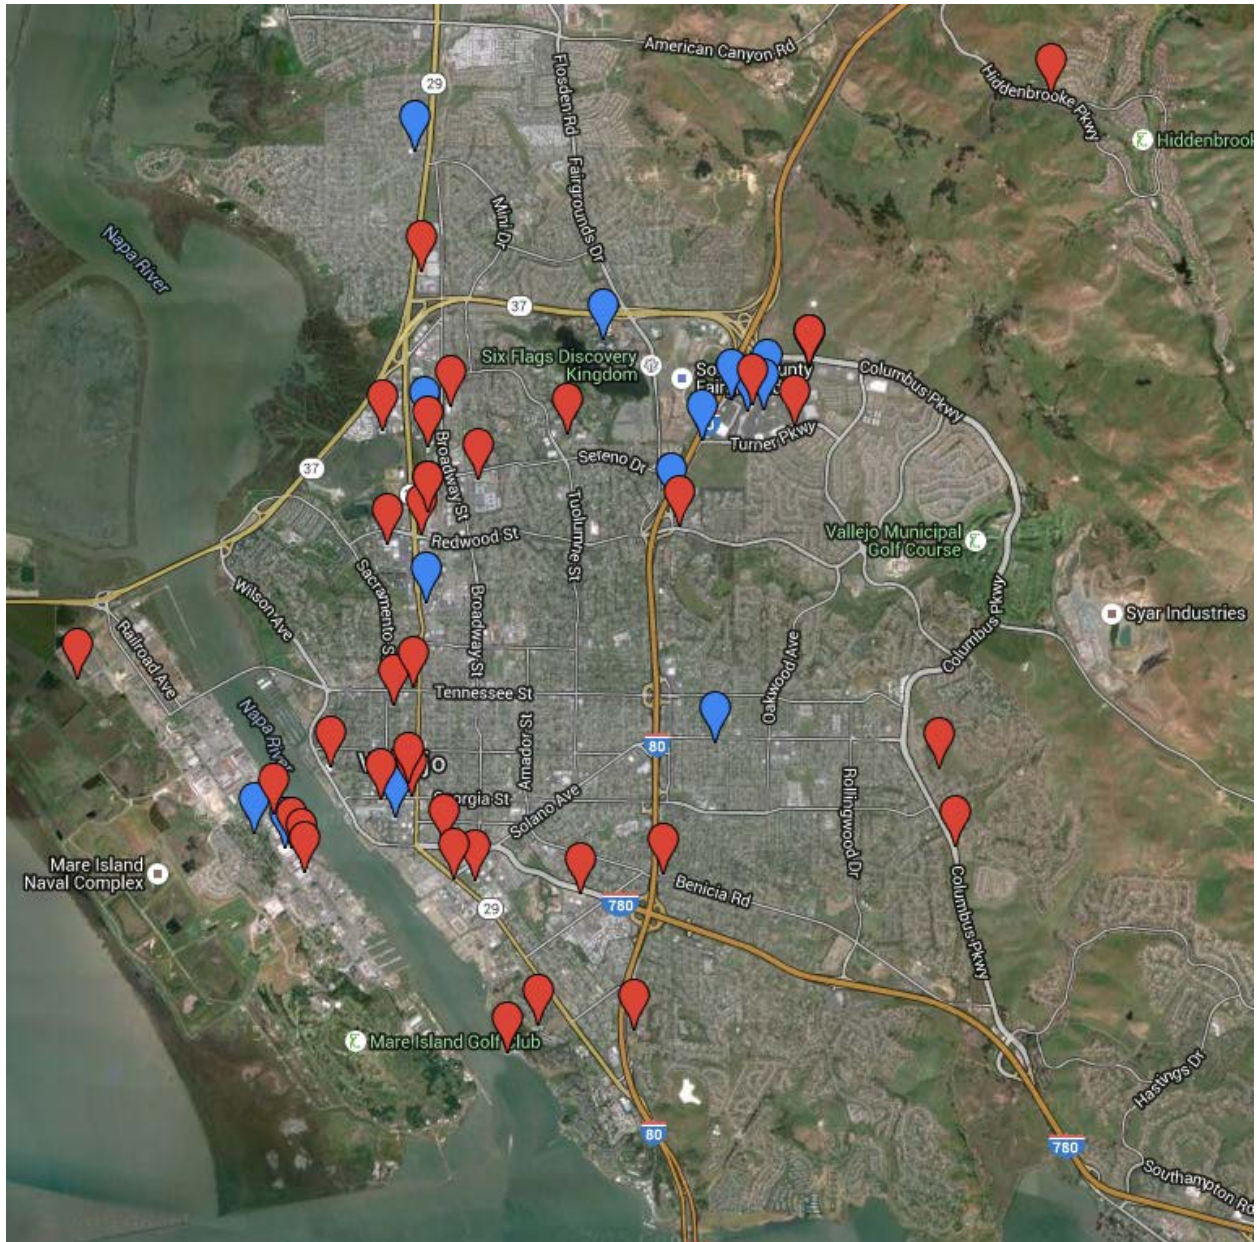 American Canyon Rd
29
Flosden Rd
Hiddenbrooke Pkwy
Hiddenbrook
Fairgrounds Dr
Mini Dr
Napa River
37
Six Flags Discovery
Kingdom
Columbus Pkwy
Turner Pkwy
Broadway St
Sereno Dr
37
Tuolumne St
Redwood St
Vallejo Municipal
Golf Course
Sacramento S
Wilson Ave
Broadway St
Columbus Pkwy
Syar Industries
Railroad Ave
Oakwood Ave
Tennessee St
Napa River
Amador St
80
Rollingwood Dr
Solano Ave
Mare Island
Naval Complex
Benicia Rd
29
780
Columbus Pkwy
Mare Island Golf Club
Hastings Dr
80
780
Southampton Rd